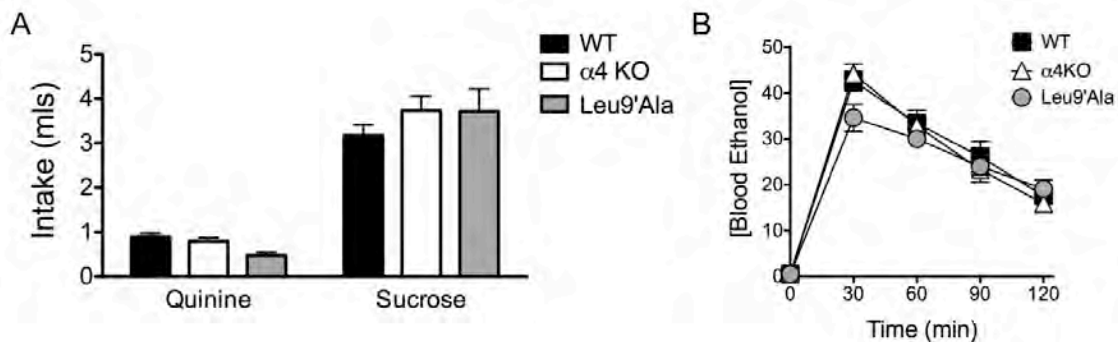 A
Intake (mls)
5
4
3
2
1
0
Quinine
Sucrose
WT
α4 KO
Leu9'Ala
B
[Blood Ethanol]
50
40
30
20
10
0
0
30
60
90
120
Time (min)
WT
α4KO
Leu9'Ala